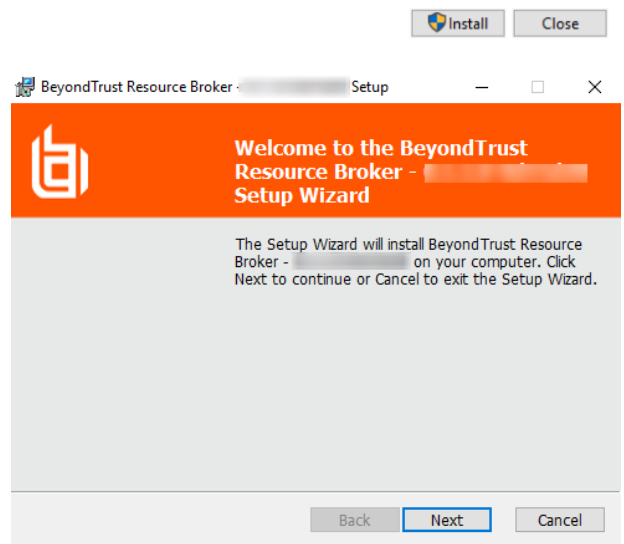 Install Close
BeyondTrust Resource Broker - Setup
Welcome to the BeyondTrust
Resource Broker -
Setup Wizard
The Setup Wizard will install BeyondTrust Resource
Broker - on your computer. Click
Next to continue or Cancel to exit the Setup Wizard.
Back Next Cancel